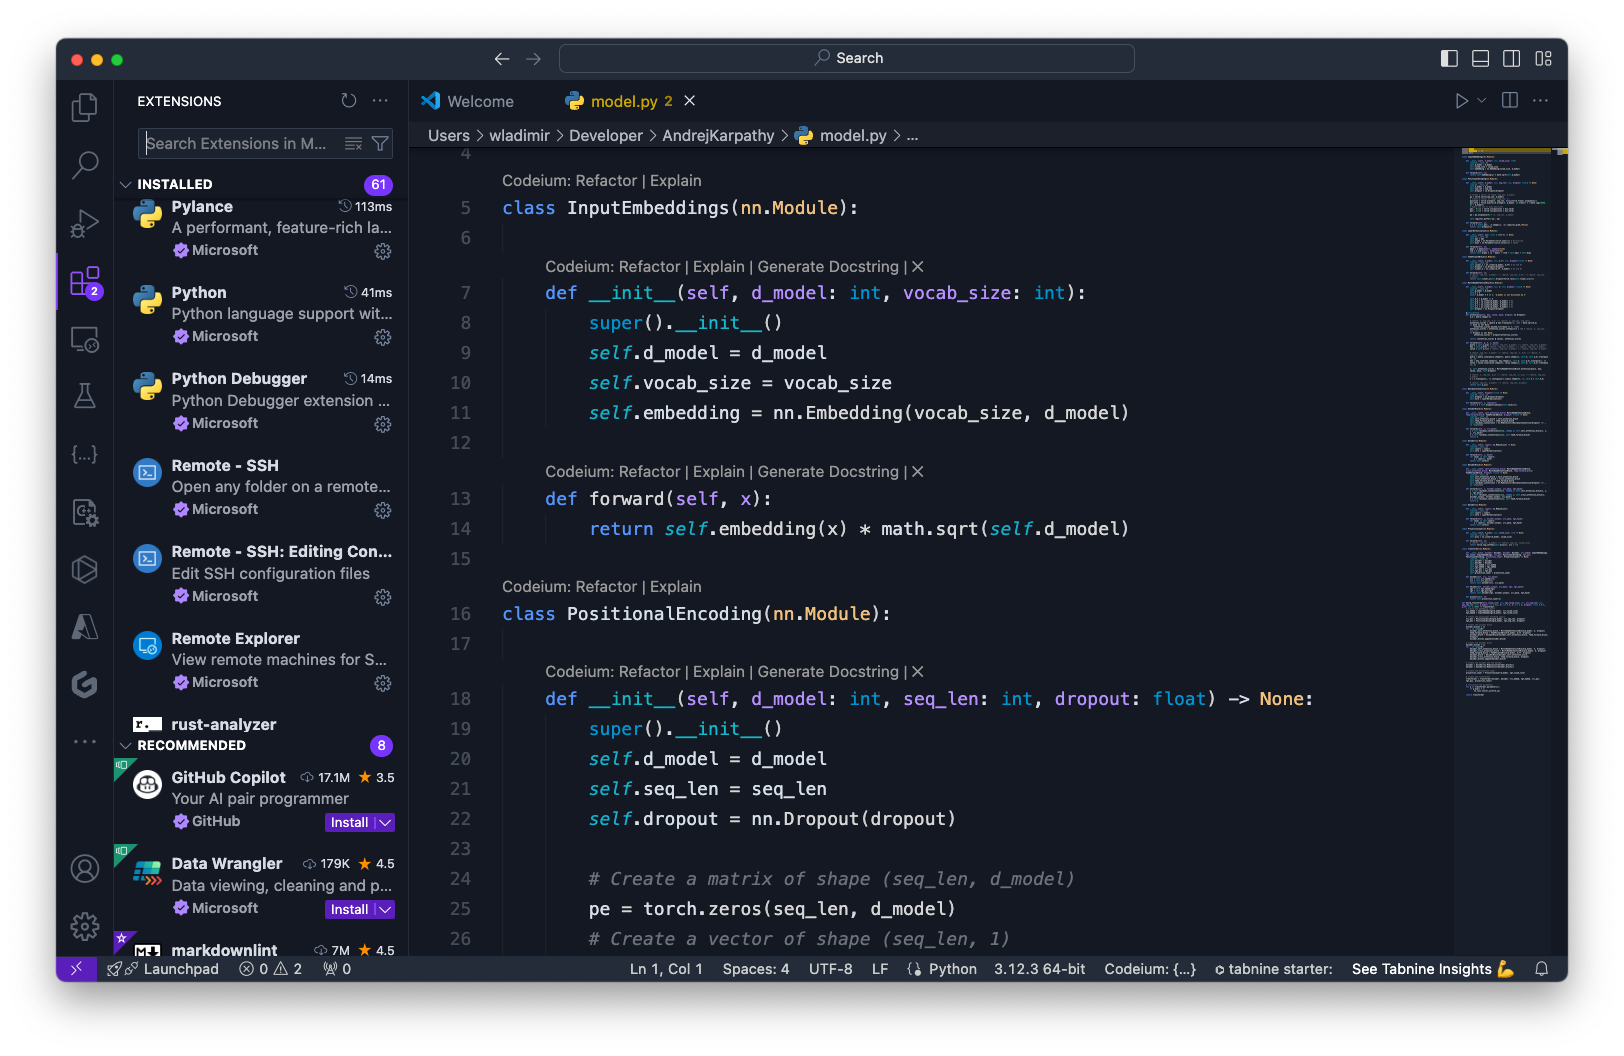 Search
EXTENSIONS
Search Extensions in M...
INSTALLED 61
Pylance 113ms
A performant, feature-rich la...
Microsoft
Python 41ms
Python language support wit...
Microsoft
2
Python Debugger 14ms
Python Debugger extension ...
Microsoft
Remote - SSH
Open any folder on a remote...
Microsoft
Remote - SSH: Editing Con...
Edit SSH configuration files
Microsoft
Remote Explorer
View remote machines for S...
Microsoft
r.
rust-analyzer
RECOMMENDED 8
GitHub Copilot 17.1M ★ 3.5
Your AI pair programmer
GitHub Install
Data Wrangler 179K ★ 4.5
Data viewing, cleaning and p...
Microsoft Install
markdownlint 7M ★ 4.5
Welcome model.py 2
Users > wladimir > Developer > AndrejKarpathy > model.py > ...
4
Codeium: Refactor | Explain
5 class InputEmbeddings(nn.Module):
6
Codeium: Refactor | Explain | Generate Docstring | ✕
7 def __init__(self, d_model: int, vocab_size: int):
8 super().__init__()
9 self.d_model = d_model
10 self.vocab_size = vocab_size
11 self.embedding = nn.Embedding(vocab_size, d_model)
12
Codeium: Refactor | Explain | Generate Docstring | ✕
13 def forward(self, x):
14 return self.embedding(x) * math.sqrt(self.d_model)
15
Codeium: Refactor | Explain
16 class PositionalEncoding(nn.Module):
17
Codeium: Refactor | Explain | Generate Docstring | ✕
18 def __init__(self, d_model: int, seq_len: int, dropout: float) -> None:
19 super().__init__()
20 self.d_model = d_model
21 self.seq_len = seq_len
22 self.dropout = nn.Dropout(dropout)
23
24 # Create a matrix of shape (seq_len, d_model)
25 pe = torch.zeros(seq_len, d_model)
26 # Create a vector of shape (seq_len, 1)
Launchpad 0 2 0 Ln 1, Col 1 Spaces: 4 UTF-8 LF Python 3.12.3 64-bit Codeium: {...} tabnine starter: See Tabnine Insights 💪